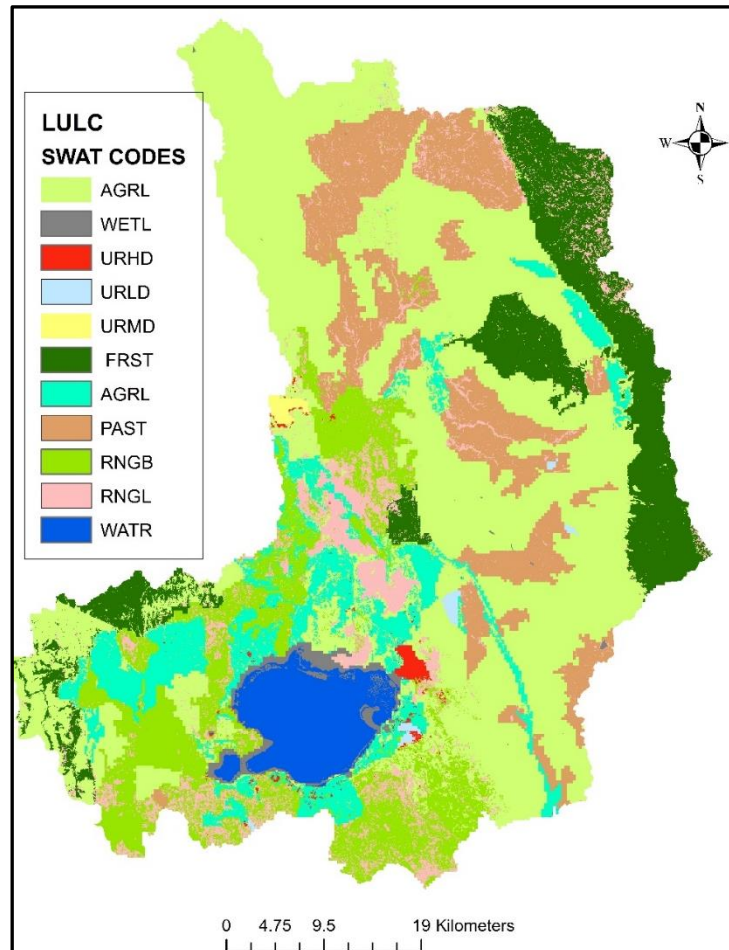 N
W
S
LULC
SWAT CODES
AGRL
WETL
URHD
URLD
URMD
FRST
AGRL
PAST
RNGB
RNGL
WATR
0 4.75 9.5 19 Kilometers